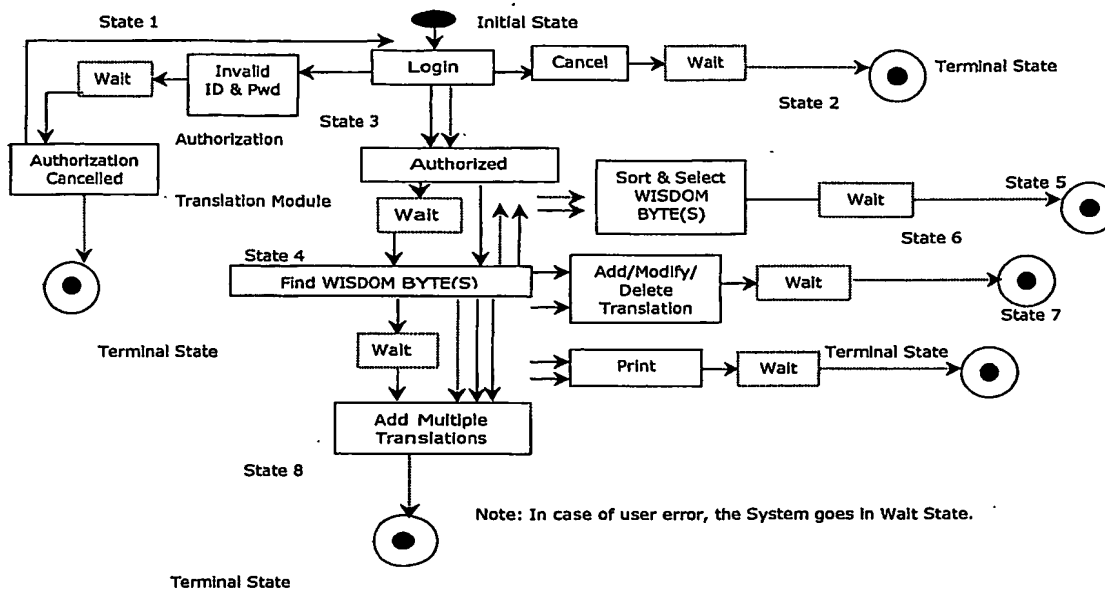 State 1
Initial State
Wait
Invalid
ID & Pwd
Login
Cancel
Wait
Terminal State
State 2
State 3
Authorization
Authorization
Cancelled
Authorized
Sort & Select
WISDOM
BYTE(S)
Wait
State 5
Translation Module
Wait
State 6
State 4
Find WISDOM BYTE(S)
Add/Modify/
Delete
Translation
Wait
State 7
Terminal State
Wait
Print
Wait
Terminal State
Add Multiple
Translations
State 8
Note: In case of user error, the System goes in Wait State.
Terminal State